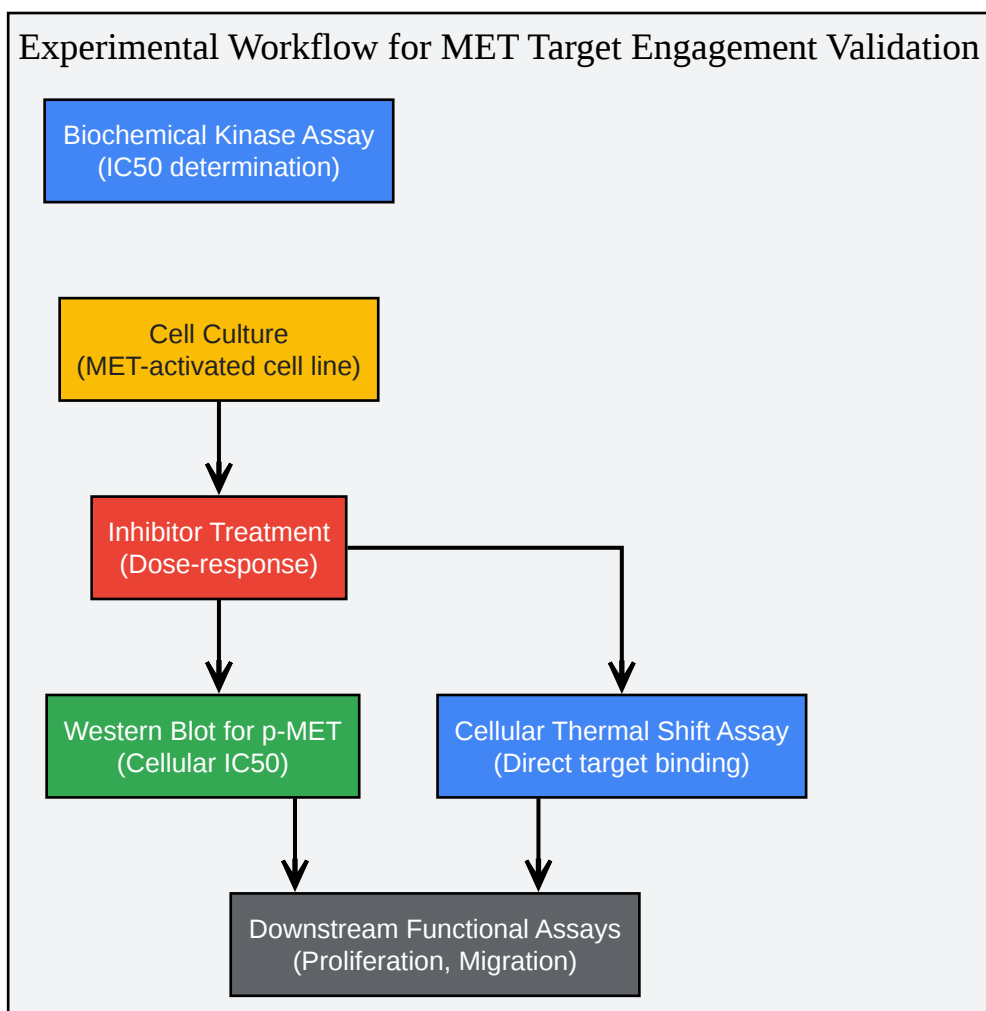 Experimental Workflow for MET Target Engagement Validation
Biochemical Kinase Assay
(IC50 determination)
Cell Culture
(MET-activated cell line)
Inhibitor Treatment
(Dose-response)
Western Blot for p-MET
(Cellular IC50)
Cellular Thermal Shift Assay
(Direct target binding)
Downstream Functional Assays
(Proliferation, Migration)